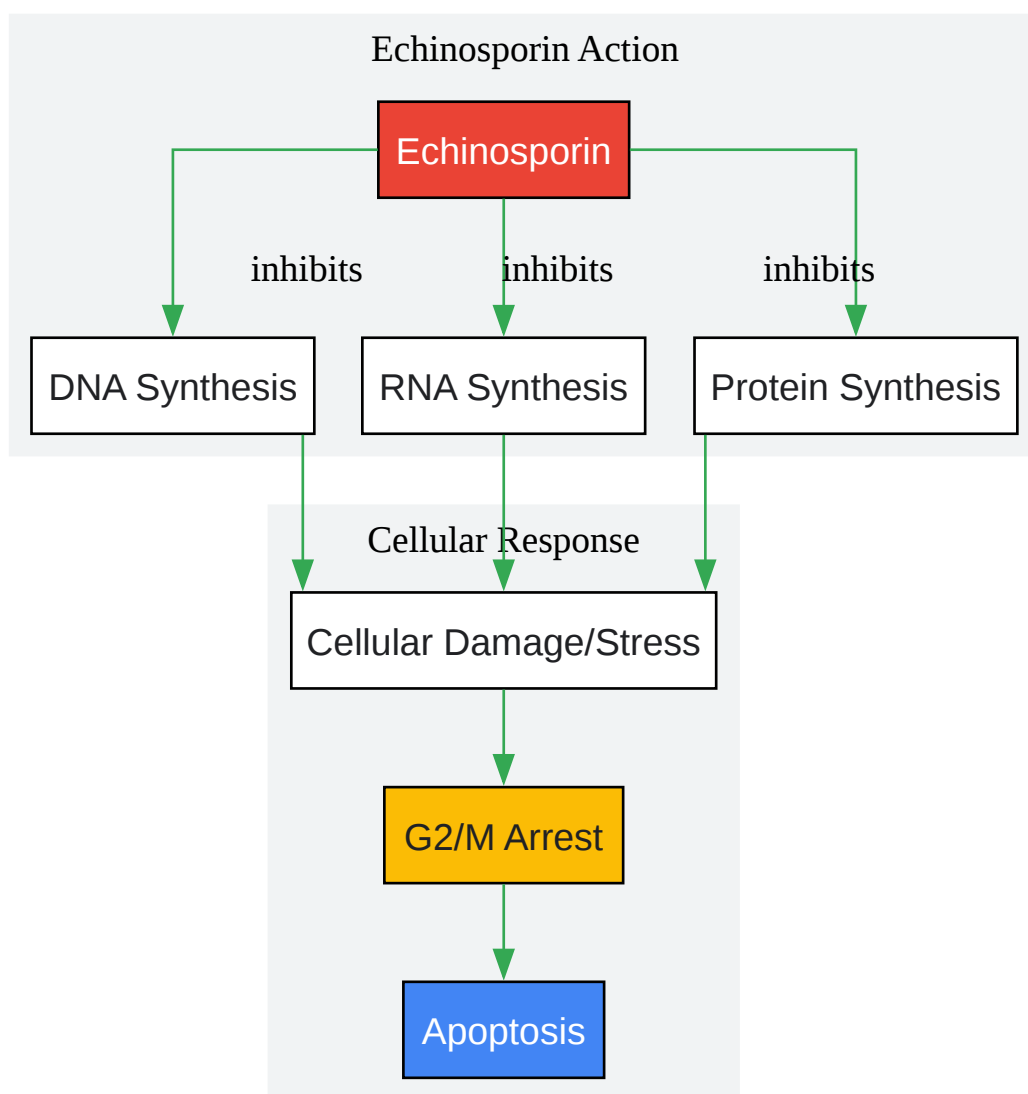 Echinosporin Action
Echinosporin
inhibits
inhibits
inhibits
DNA Synthesis
RNA Synthesis
Protein Synthesis
Cellular Response
Cellular Damage/Stress
G2/M Arrest
Apoptosis